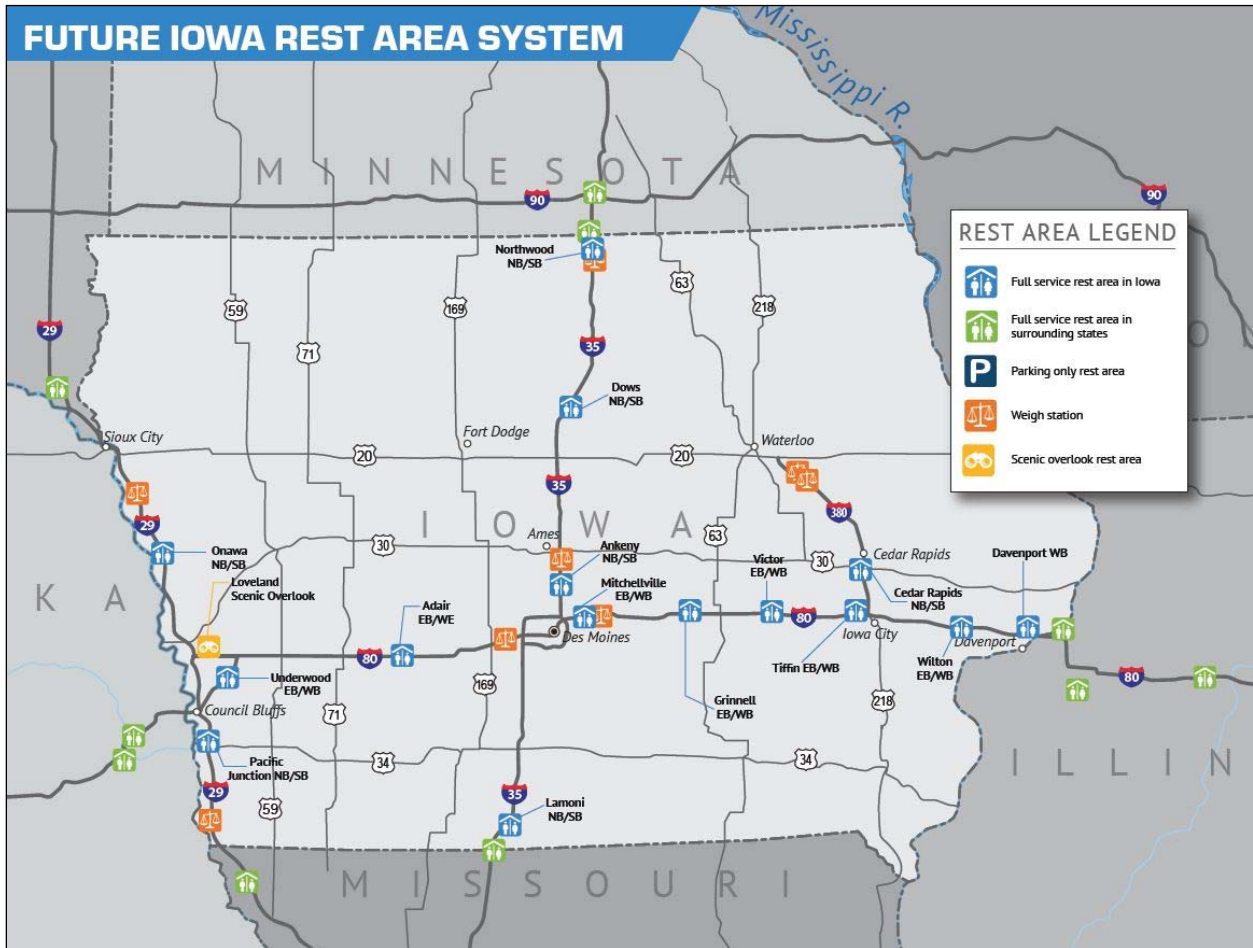 FUTURE IOWA REST AREA SYSTEM
Mississippi R.
MINNESOTA
90
90
REST AREA LEGEND
Full service rest area in Iowa
Full service rest area in
surrounding states
P
Parking only rest area
Weigh station
Scenic overlook rest area
Northwood
NB/SB
59
169
63
218
29
71
35
O
Dows
NB/SB
Sioux City
Fort Dodge
Waterloo
20
20
35
380
29
IOWA
Onawa
NB/SB
30
Ames
Ankeny
NB/SB
63
Victor
EB/WB
30
Cedar Rapids
Davenport WB
KA
Loveland
Scenic Overlook
Adair
EB/WE
Mitchellville
EB/WB
Cedar Rapids
NB/SB
80
Des Moines
80
Iowa City
Davenport
Underwood
EB/WB
169
Tiffin EB/WB
Wilton
EB/WB
80
Council Bluffs
71
Grinnell
EB/WB
218
Pacific
Junction NB/SB
34
34
ILLIN
29
59
35
Lamoni
NB/SB
MISSOURI